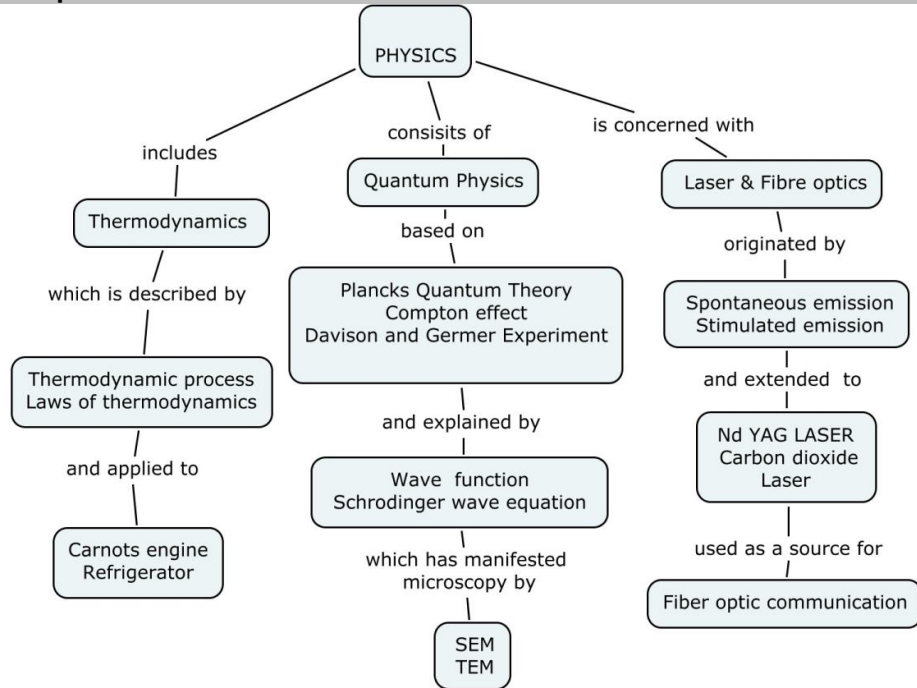 PHYSICS
includes
Thermodynamics
which is described by
Thermodynamic process
Laws of thermodynamics
and applied to
Carnots engine
Refrigerator
consisits of
Quantum Physics
based on
Plancks Quantum Theory
Compton effect
Davison and Germer Experiment
and explained by
Wave function
Schrodinger wave equation
which has manifested
microscopy by
SEM
TEM
is concerned with
Laser & Fibre optics
originated by
Spontaneous emission
Stimulated emission
and extended to
Nd YAG LASER
Carbon dioxide
Laser
used as a source for
Fiber optic communication